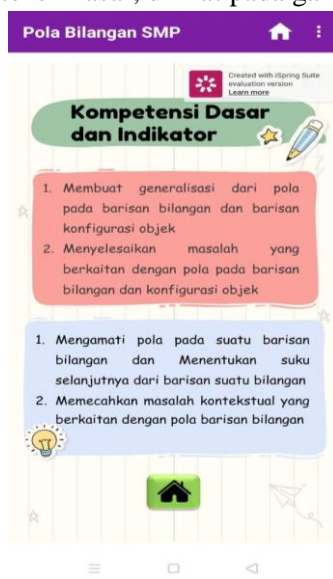 Pola Bilangan SMP
Created with iSpring Suite
evaluation version
Learn more
Kompetensi Dasar
dan Indikator
1. Membuat generalisasi dari pola
pada barisan bilangan dan barisan
konfigurasi objek
2. Menyelesaikan masalah yang
berkaitan dengan pola pada barisan
bilangan dan konfigurasi objek
1. Mengamati pola pada suatu barisan
bilangan dan Menentukan suku
selanjutnya dari barisan suatu bilangan
2. Memecahkan masalah kontekstual yang
berkaitan dengan pola barisan bilangan